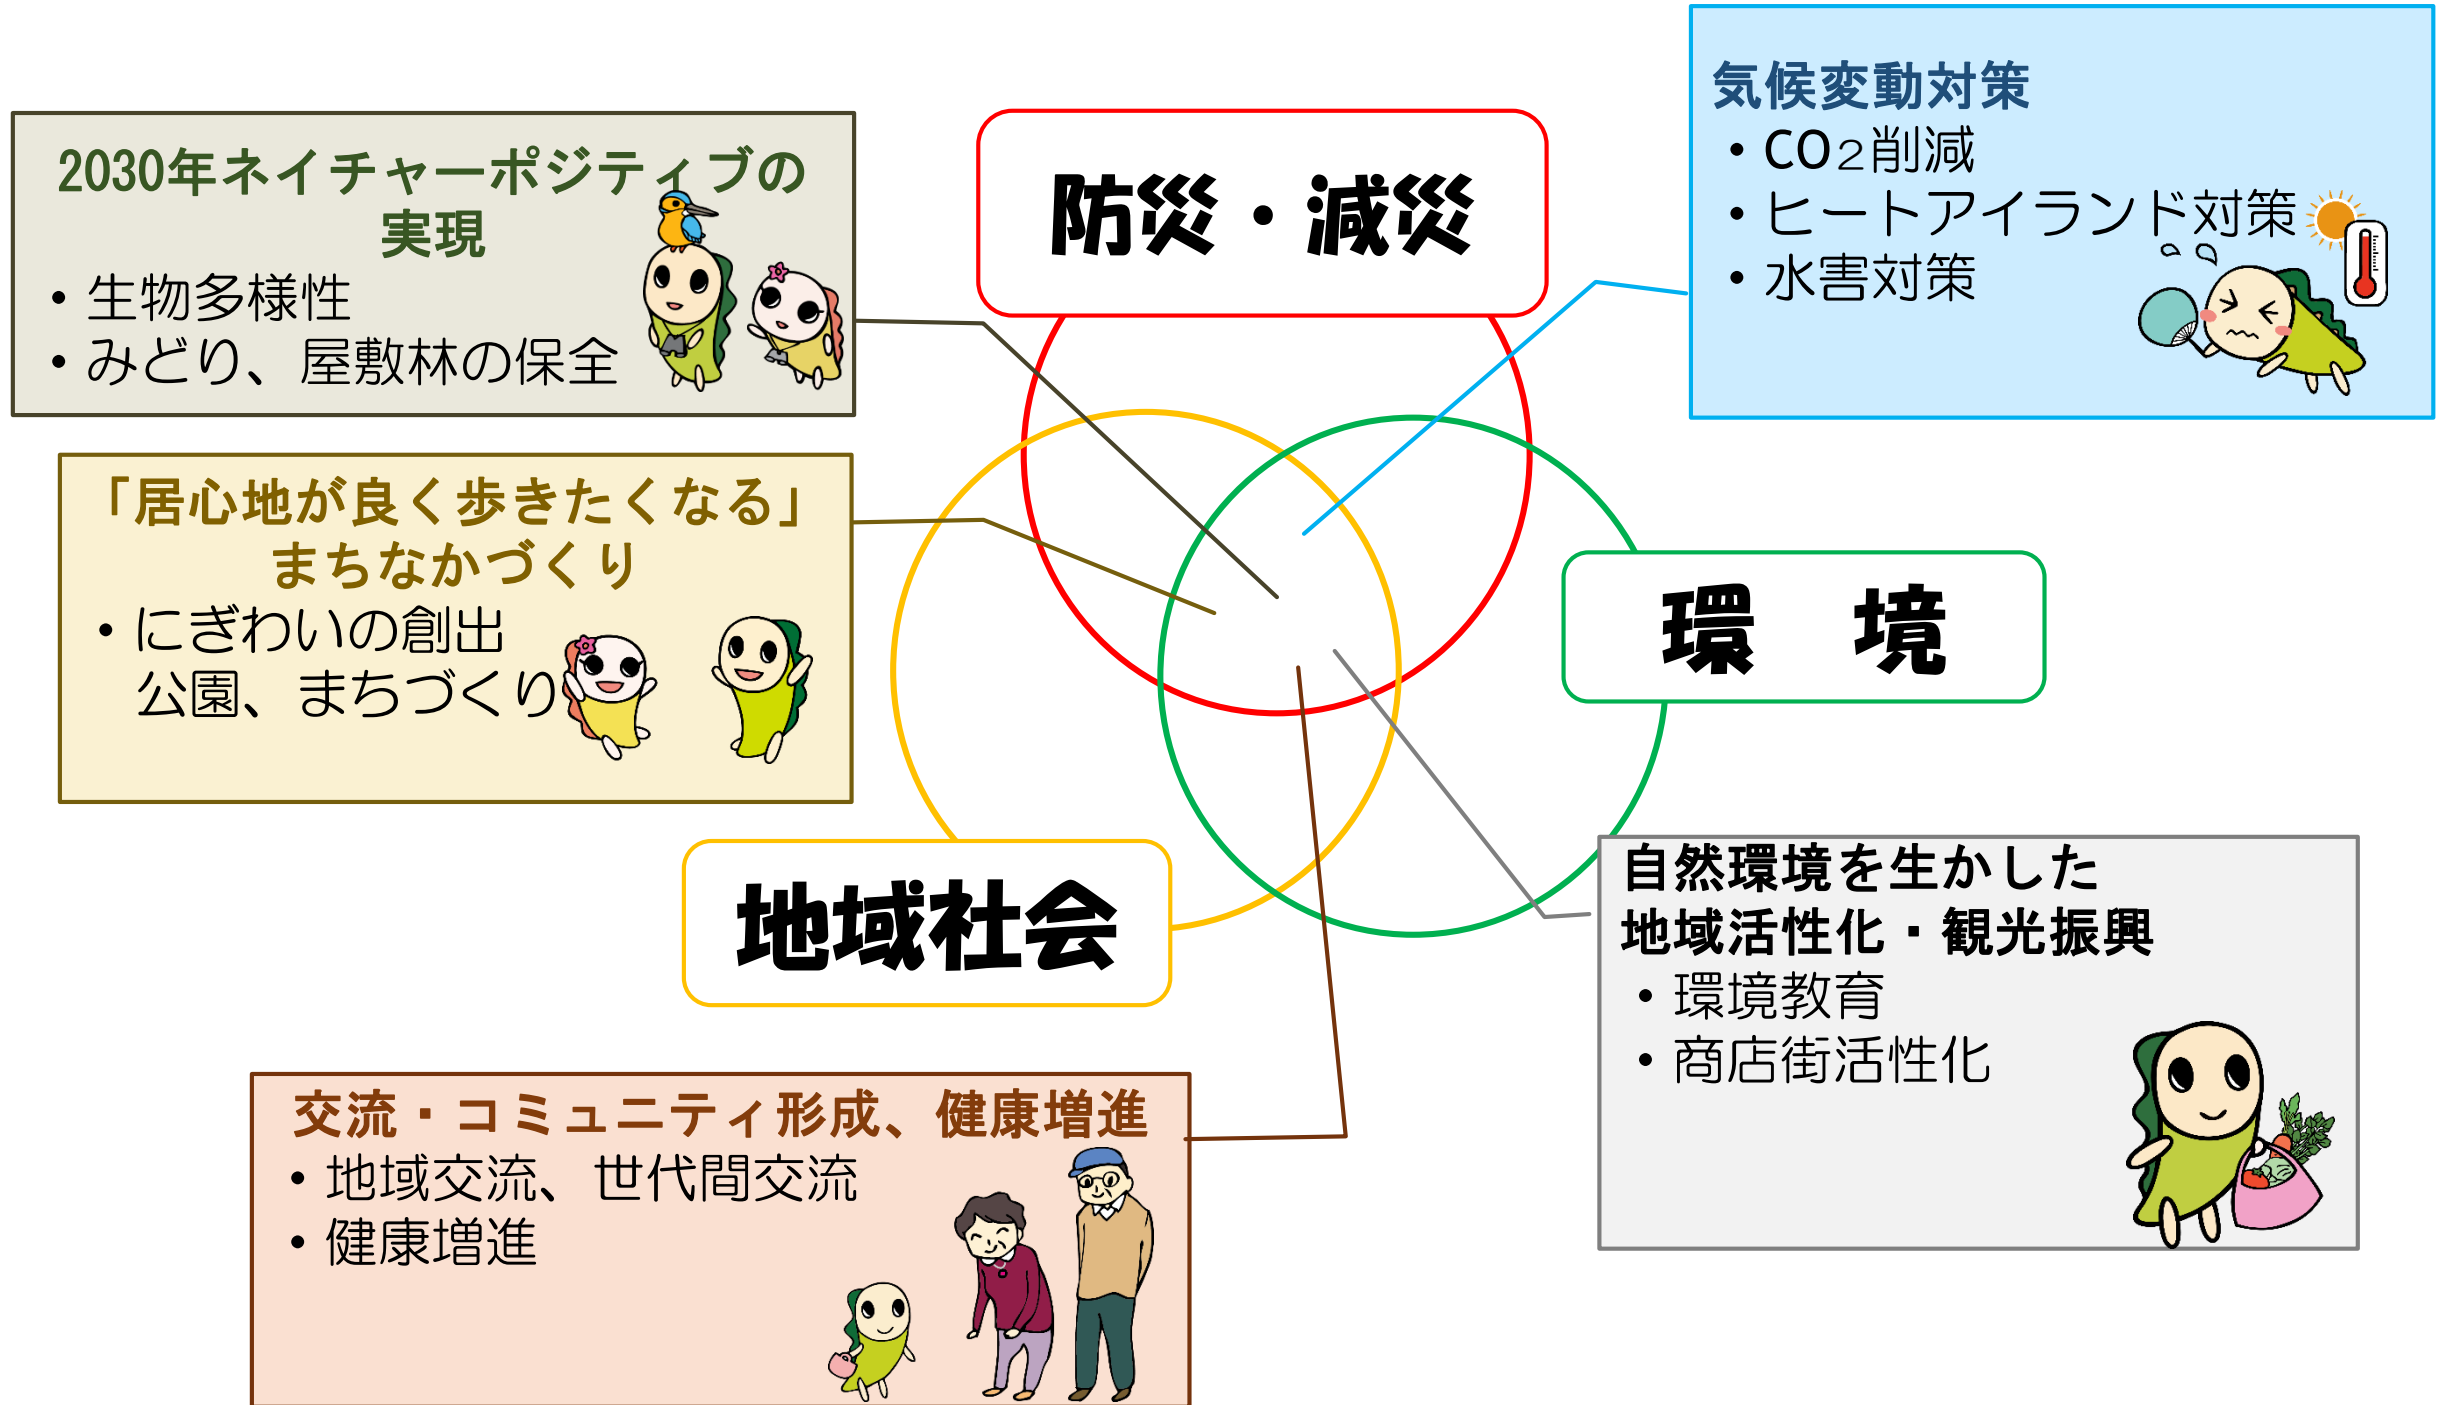 2030年ネイチャーポジティブの
実現
• 生物多様性
• みどり、屋敷林の保全
「居心地が良く歩きたくなる」
まちなかづくり
• にぎわいの創出
公園、まちづくり
防災・減災
気候変動対策
• CO２削減
• ヒートアイランド対策
• 水害対策
環　境
地域社会
自然環境を生かした
地域活性化・観光振興
• 環境教育
• 商店街活性化
交流・コミュニティ形成、健康増進
• 地域交流、世代間交流
• 健康増進